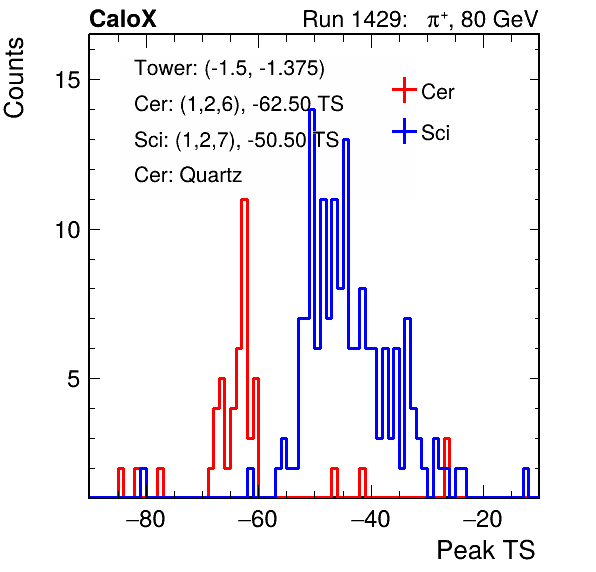 CaloX
Run 1429: π⁺, 80 GeV
Counts
Tower: (-1.5, -1.375)
Cer: (1,2,6), -62.50 TS
Sci: (1,2,7), -50.50 TS
Cer: Quartz
Cer
Sci
15
10
5
−80 −60 −40 −20
Peak TS